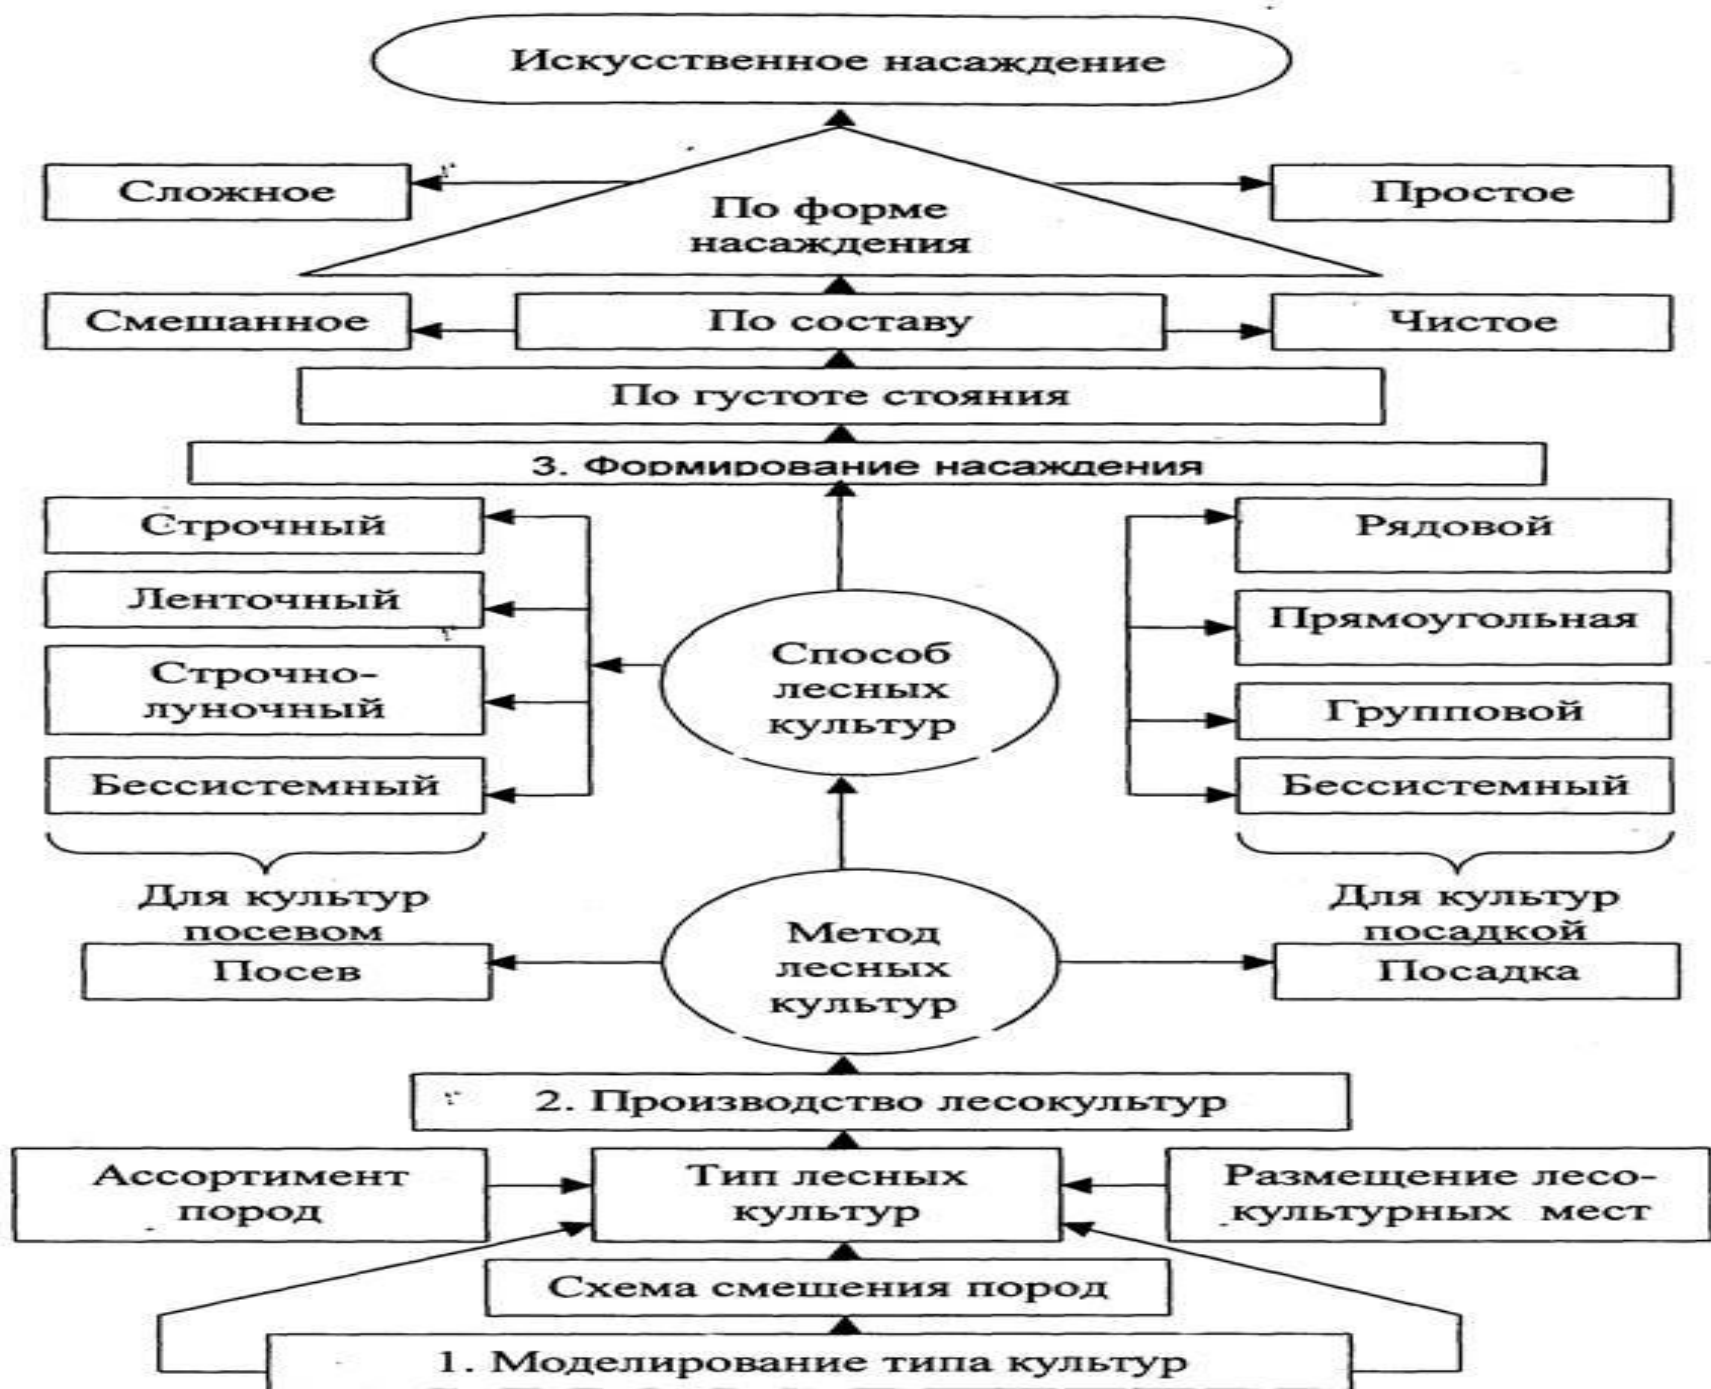 Искусственное насаждение
Сложное
По форме
насаждения
Простое
Смешанное
По составу
Чистое
По густоте стояния
3. Формирование насаждения
Строчный
Ленточный
Строчно-
луночный
Бессистемный
Для культур
посевом
Способ
лесных
культур
Рядовой
Прямоугольная
Групповой
Бессистемный
Для культур
посадкой
Посев
Метод
лесных
культур
Посадка
2. Производство лесокультур
Ассортимент
пород
Тип лесных
культур
Размещение лесо-
культурных мест
Схема смешения пород
1. Моделирование типа культур